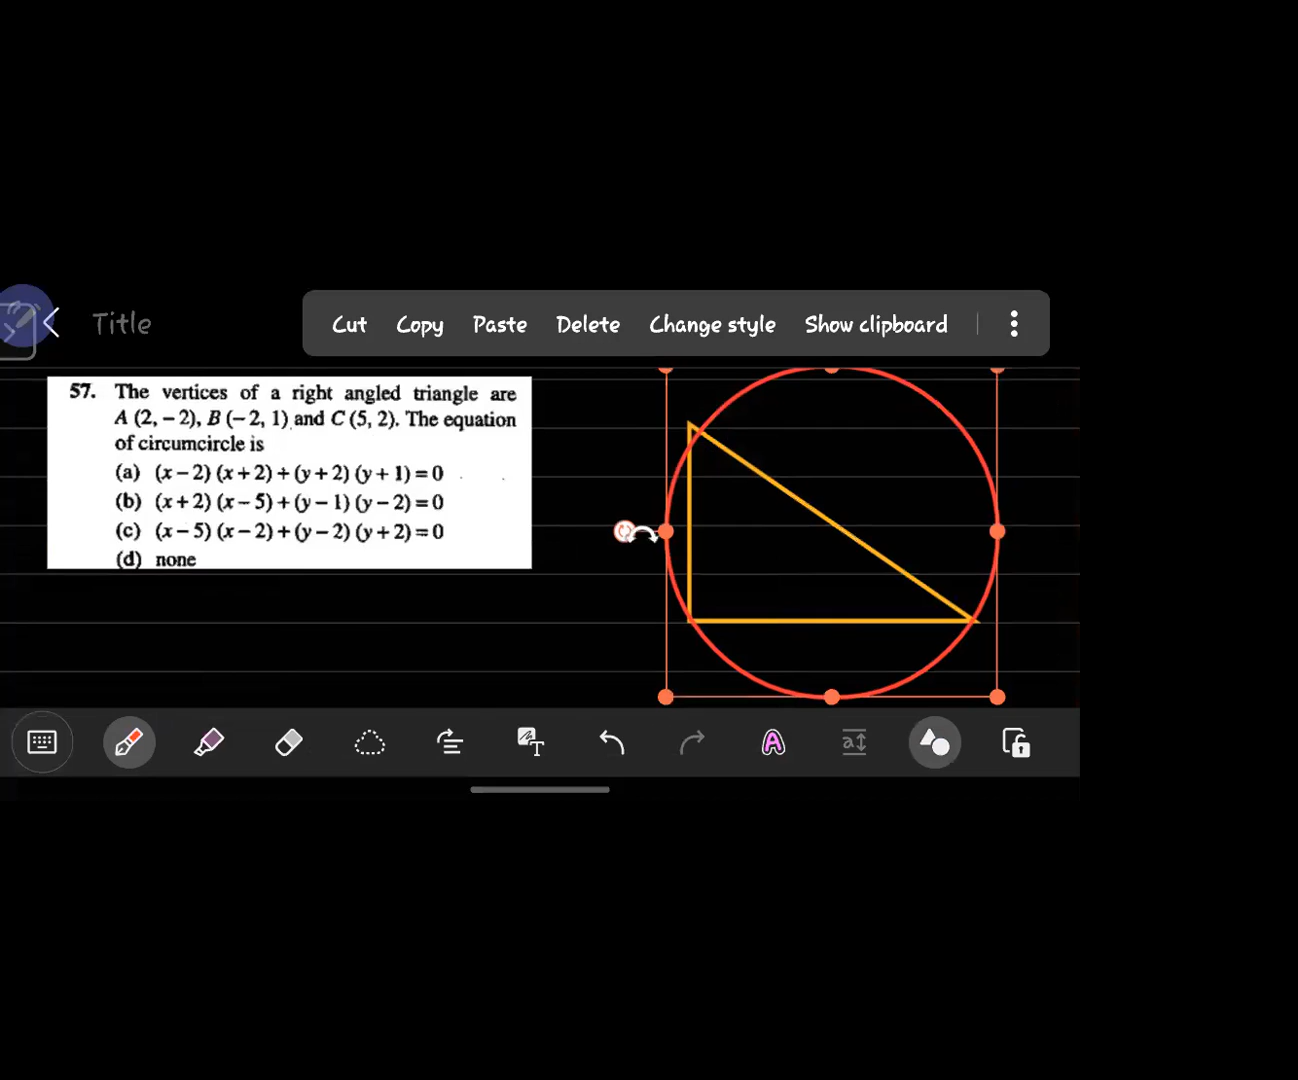 Title
Cut Copy Paste Delete Change style Show clipboard
57. The vertices of a right angled triangle are
A (2, – 2), B (– 2, 1) and C (5, 2). The equation
of circumcircle is
(a) (x – 2) (x + 2) + (y + 2) (y + 1) = 0
(b) (x + 2) (x – 5) + (y – 1) (y – 2) = 0
(c) (x – 5) (x – 2) + (y – 2) (y + 2) = 0
(d) none